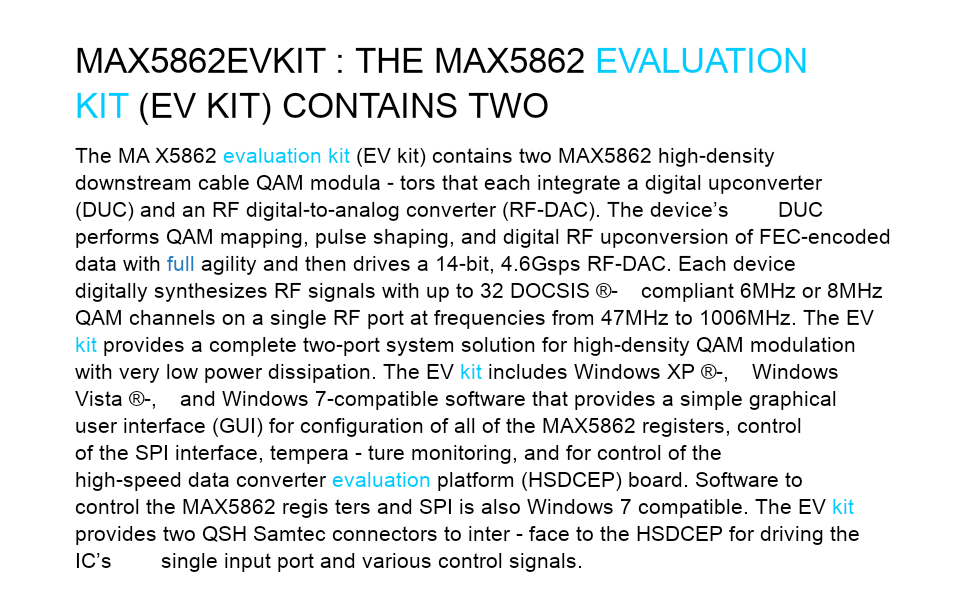 MAX5862EVKIT : THE MAX5862 EVALUATION
KIT (EV KIT) CONTAINS TWO
The MA X5862 evaluation kit (EV kit) contains two MAX5862 high-density
downstream cable QAM modula - tors that each integrate a digital upconverter
(DUC) and an RF digital-to-analog converter (RF-DAC). The device’s DUC
performs QAM mapping, pulse shaping, and digital RF upconversion of FEC-encoded
data with full agility and then drives a 14-bit, 4.6Gsps RF-DAC. Each device
digitally synthesizes RF signals with up to 32 DOCSIS ®- compliant 6MHz or 8MHz
QAM channels on a single RF port at frequencies from 47MHz to 1006MHz. The EV
kit provides a complete two-port system solution for high-density QAM modulation
with very low power dissipation. The EV kit includes Windows XP ®-, Windows
Vista ®-, and Windows 7-compatible software that provides a simple graphical
user interface (GUI) for configuration of all of the MAX5862 registers, control
of the SPI interface, tempera - ture monitoring, and for control of the
high-speed data converter evaluation platform (HSDCEP) board. Software to
control the MAX5862 regis ters and SPI is also Windows 7 compatible. The EV kit
provides two QSH Samtec connectors to inter - face to the HSDCEP for driving the
IC’s single input port and various control signals.